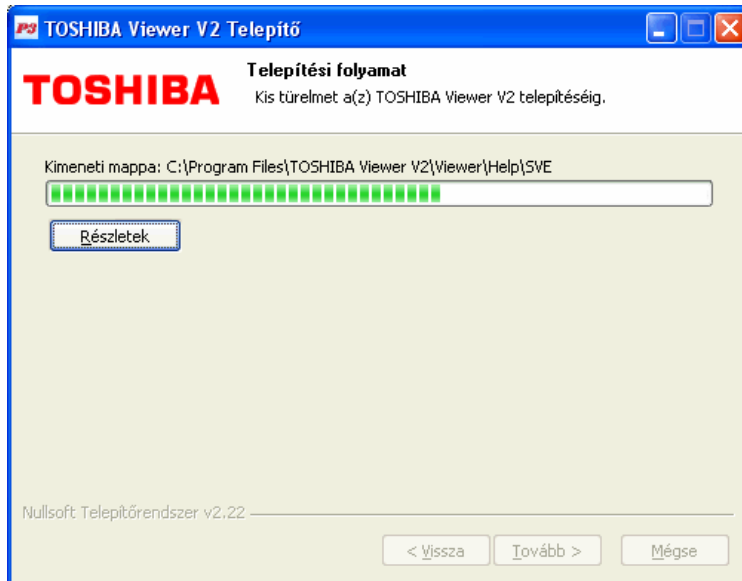 P3 TOSHIBA Viewer V2 Telepítő
TOSHIBA
Telepítési folyamat
Kis türelmet a(z) TOSHIBA Viewer V2 telepítéséig.
Kimeneti mappa: C:\Program Files\TOSHIBA Viewer V2\Viewer\Help\SVE
Részletek
Nullsoft Telepítőrendszer v2.22
< Vissza Tovább > Mégse